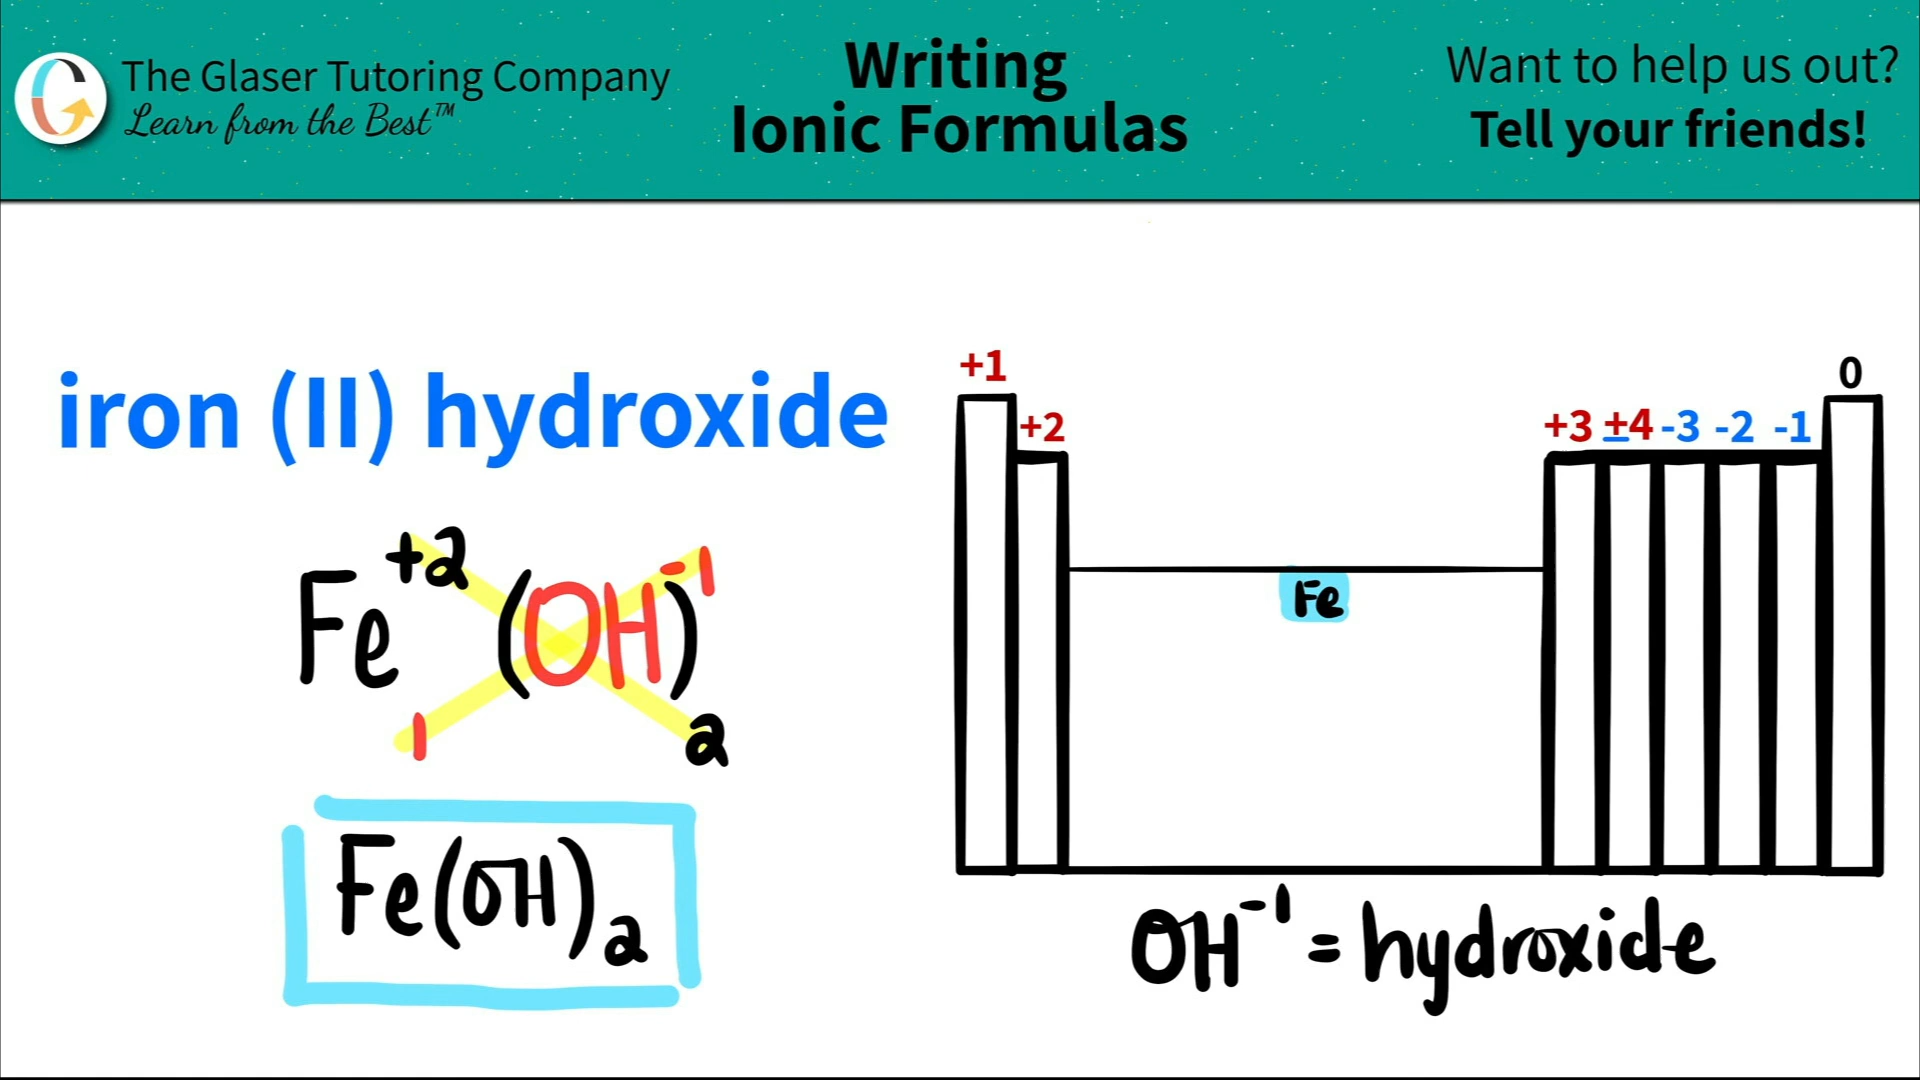 The Glaser Tutoring Company
Learn from the Best™
Writing
Ionic Formulas
Want to help us out?
Tell your friends!
iron (II) hydroxide
Fe⁺² (OH)⁻¹
1 2
Fe(OH)₂
+1 0
+2 +3 ±4 -3 -2 -1
Fe
OH⁻¹ = hydroxide